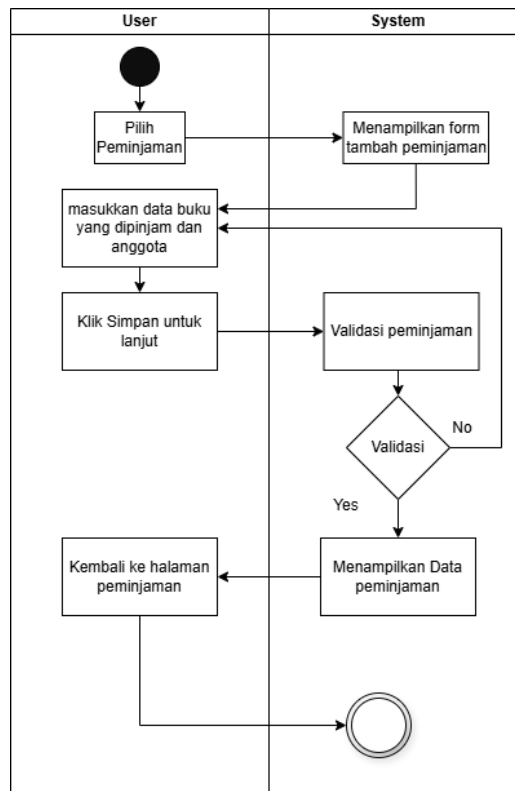 User
System
Pilih
Peminjaman
Menampilkan form
tambah peminjaman
masukkan data buku
yang dipinjam dan
anggota
Klik Simpan untuk
lanjut
Validasi peminjaman
Validasi
No
Yes
Kembali ke halaman
peminjaman
Menampilkan Data
peminjaman